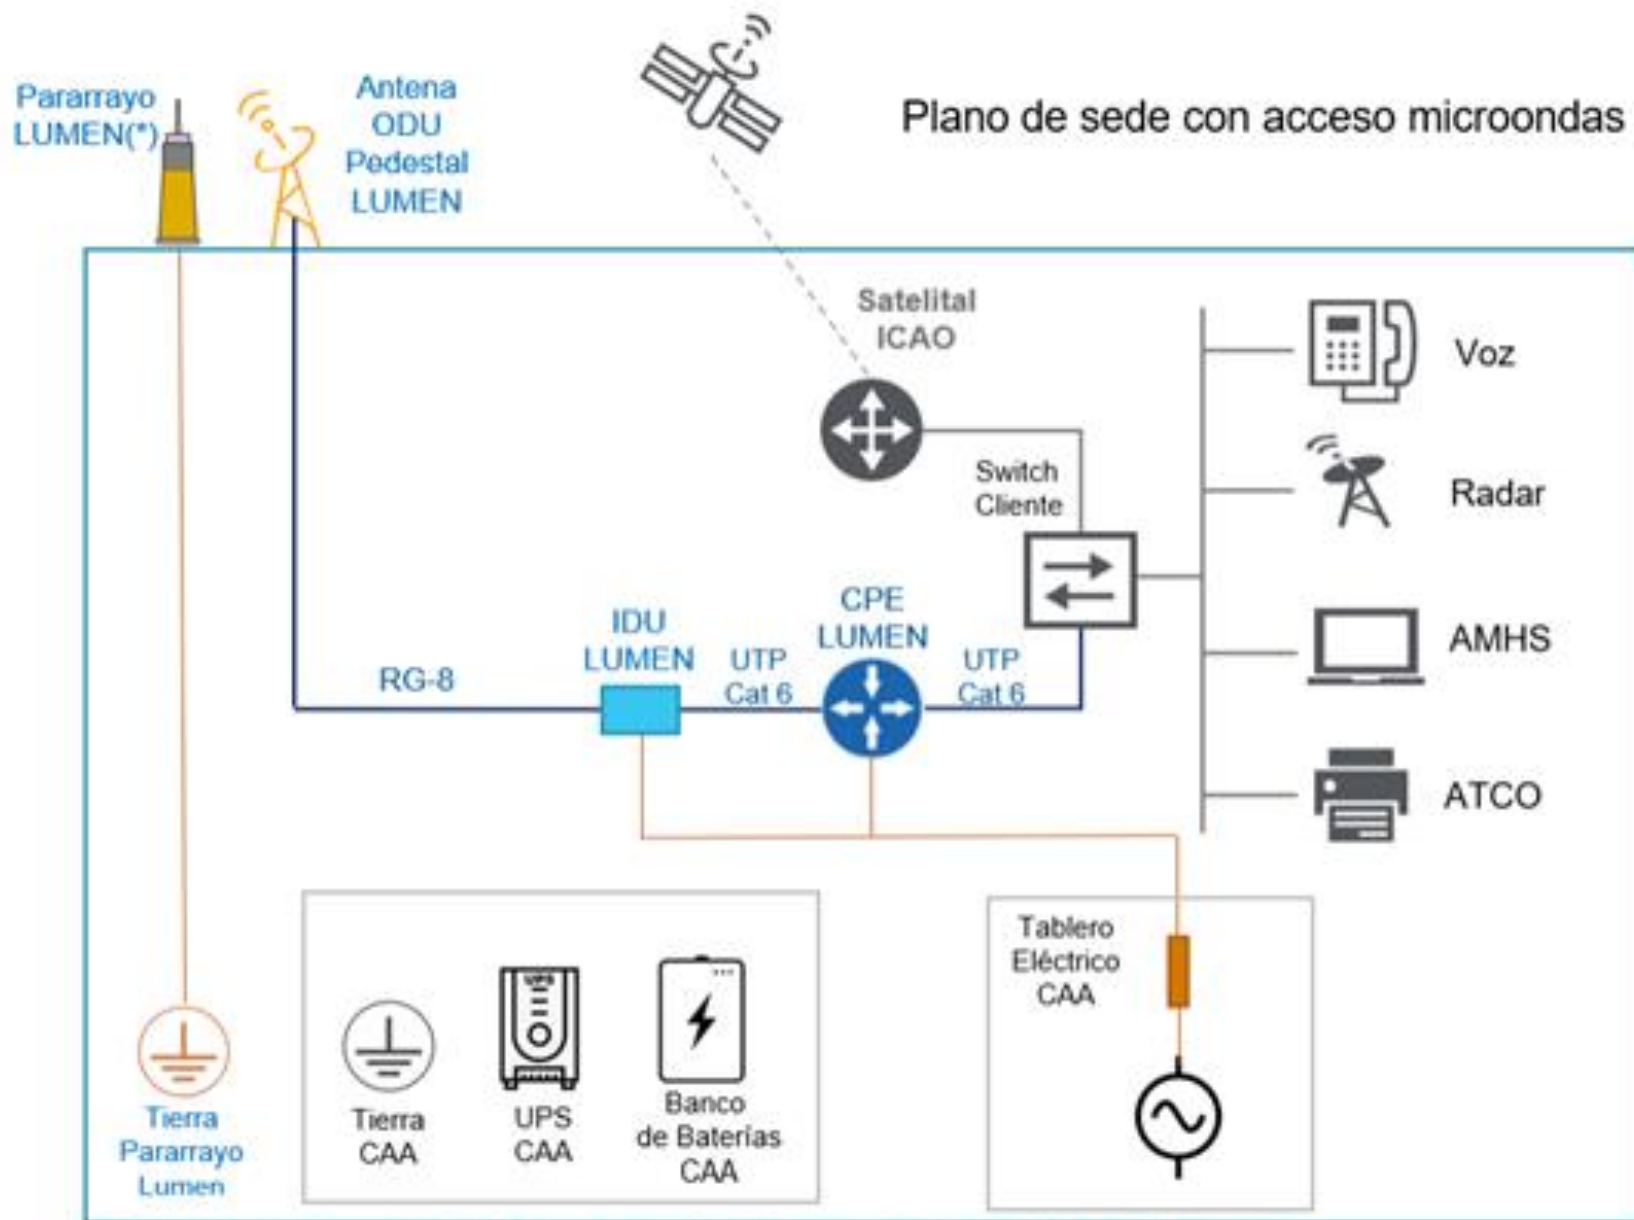 Plano de sede con acceso microondas
Pararrayo
LUMEN(*)
Antena
ODU
Pedestal
LUMEN
Satelital
ICAO
Switch
Cliente
Voz
Radar
AMHS
ATCO
RG-8
IDU
LUMEN
UTP
Cat 6
CPE
LUMEN
UTP
Cat 6
Tierra
Pararrayo
Lumen
Tierra
CAA
UPS
UPS
CAA
Banco
de Baterías
CAA
Tablero
Eléctrico
CAA